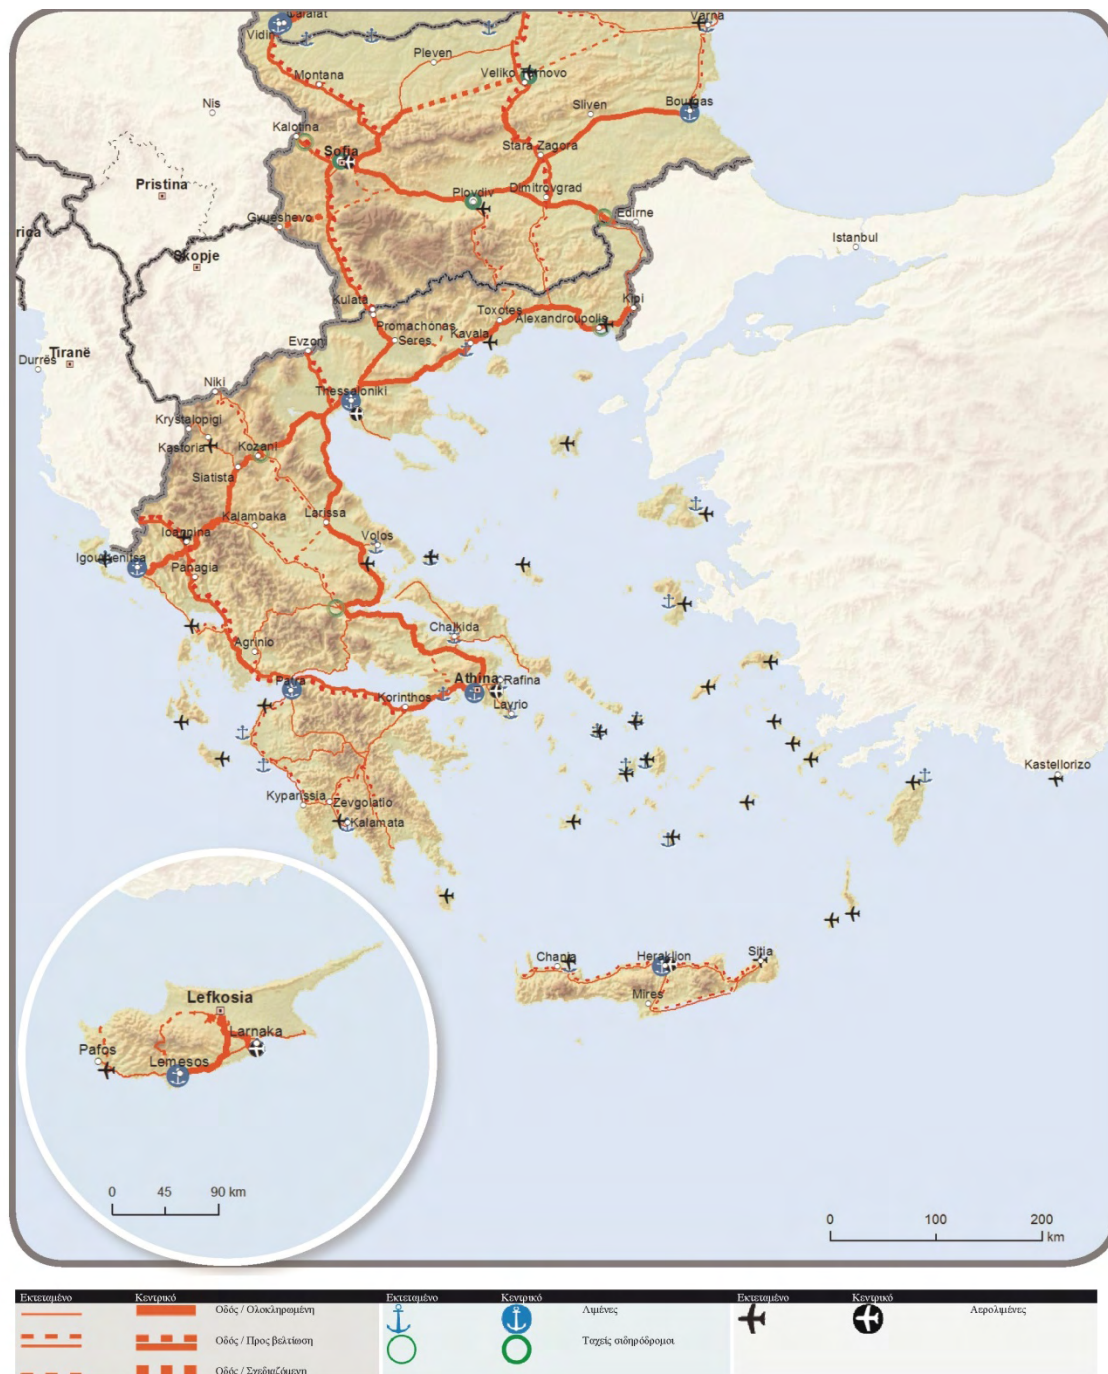 Calafat
Varna
Vidin
Pleven
Montana
Veliko Tarnovo
Nis
Sliven
Bourgas
Kalotina
Sofia
Stara Zagora
Pristina
Plovdiv
Dimitrovgrad
Gyueshevo
Edirne
rica
Istanbul
Skopje
Kulata
Kipi
Toxotes
Alexandroupolis
Promachonas
Seres
Kavala
Evzoni
Tiranë
Durrës
Niki
Thessaloniki
Krystalopigi
Kastoria
Kozani
Siatista
Kalambaka
Larissa
Ioannina
Volos
Igoumenitsa
Panagia
Chalkida
Agrinio
Patra
Athina
Rafina
Korinthos
Lavrio
Kastellorizo
Kyparissia
Zevgolatio
Kalamata
Chania
Heraklion
Sitia
Mires
Lefkosia
Larnaka
Pafos
Lemesos
0 45 90 km
0 100 200
km
Εκτεταμένο Κεντρικό Εκτεταμένο Κεντρικό Εκτεταμένο Κεντρικό
Οδός / Ολοκληρωμένη Λιμένες Αερολιμένες
Οδός / Προς βελτίωση Ταχείς σιδηρόδρομοι
Οδός / Σχεδιαζόμενη